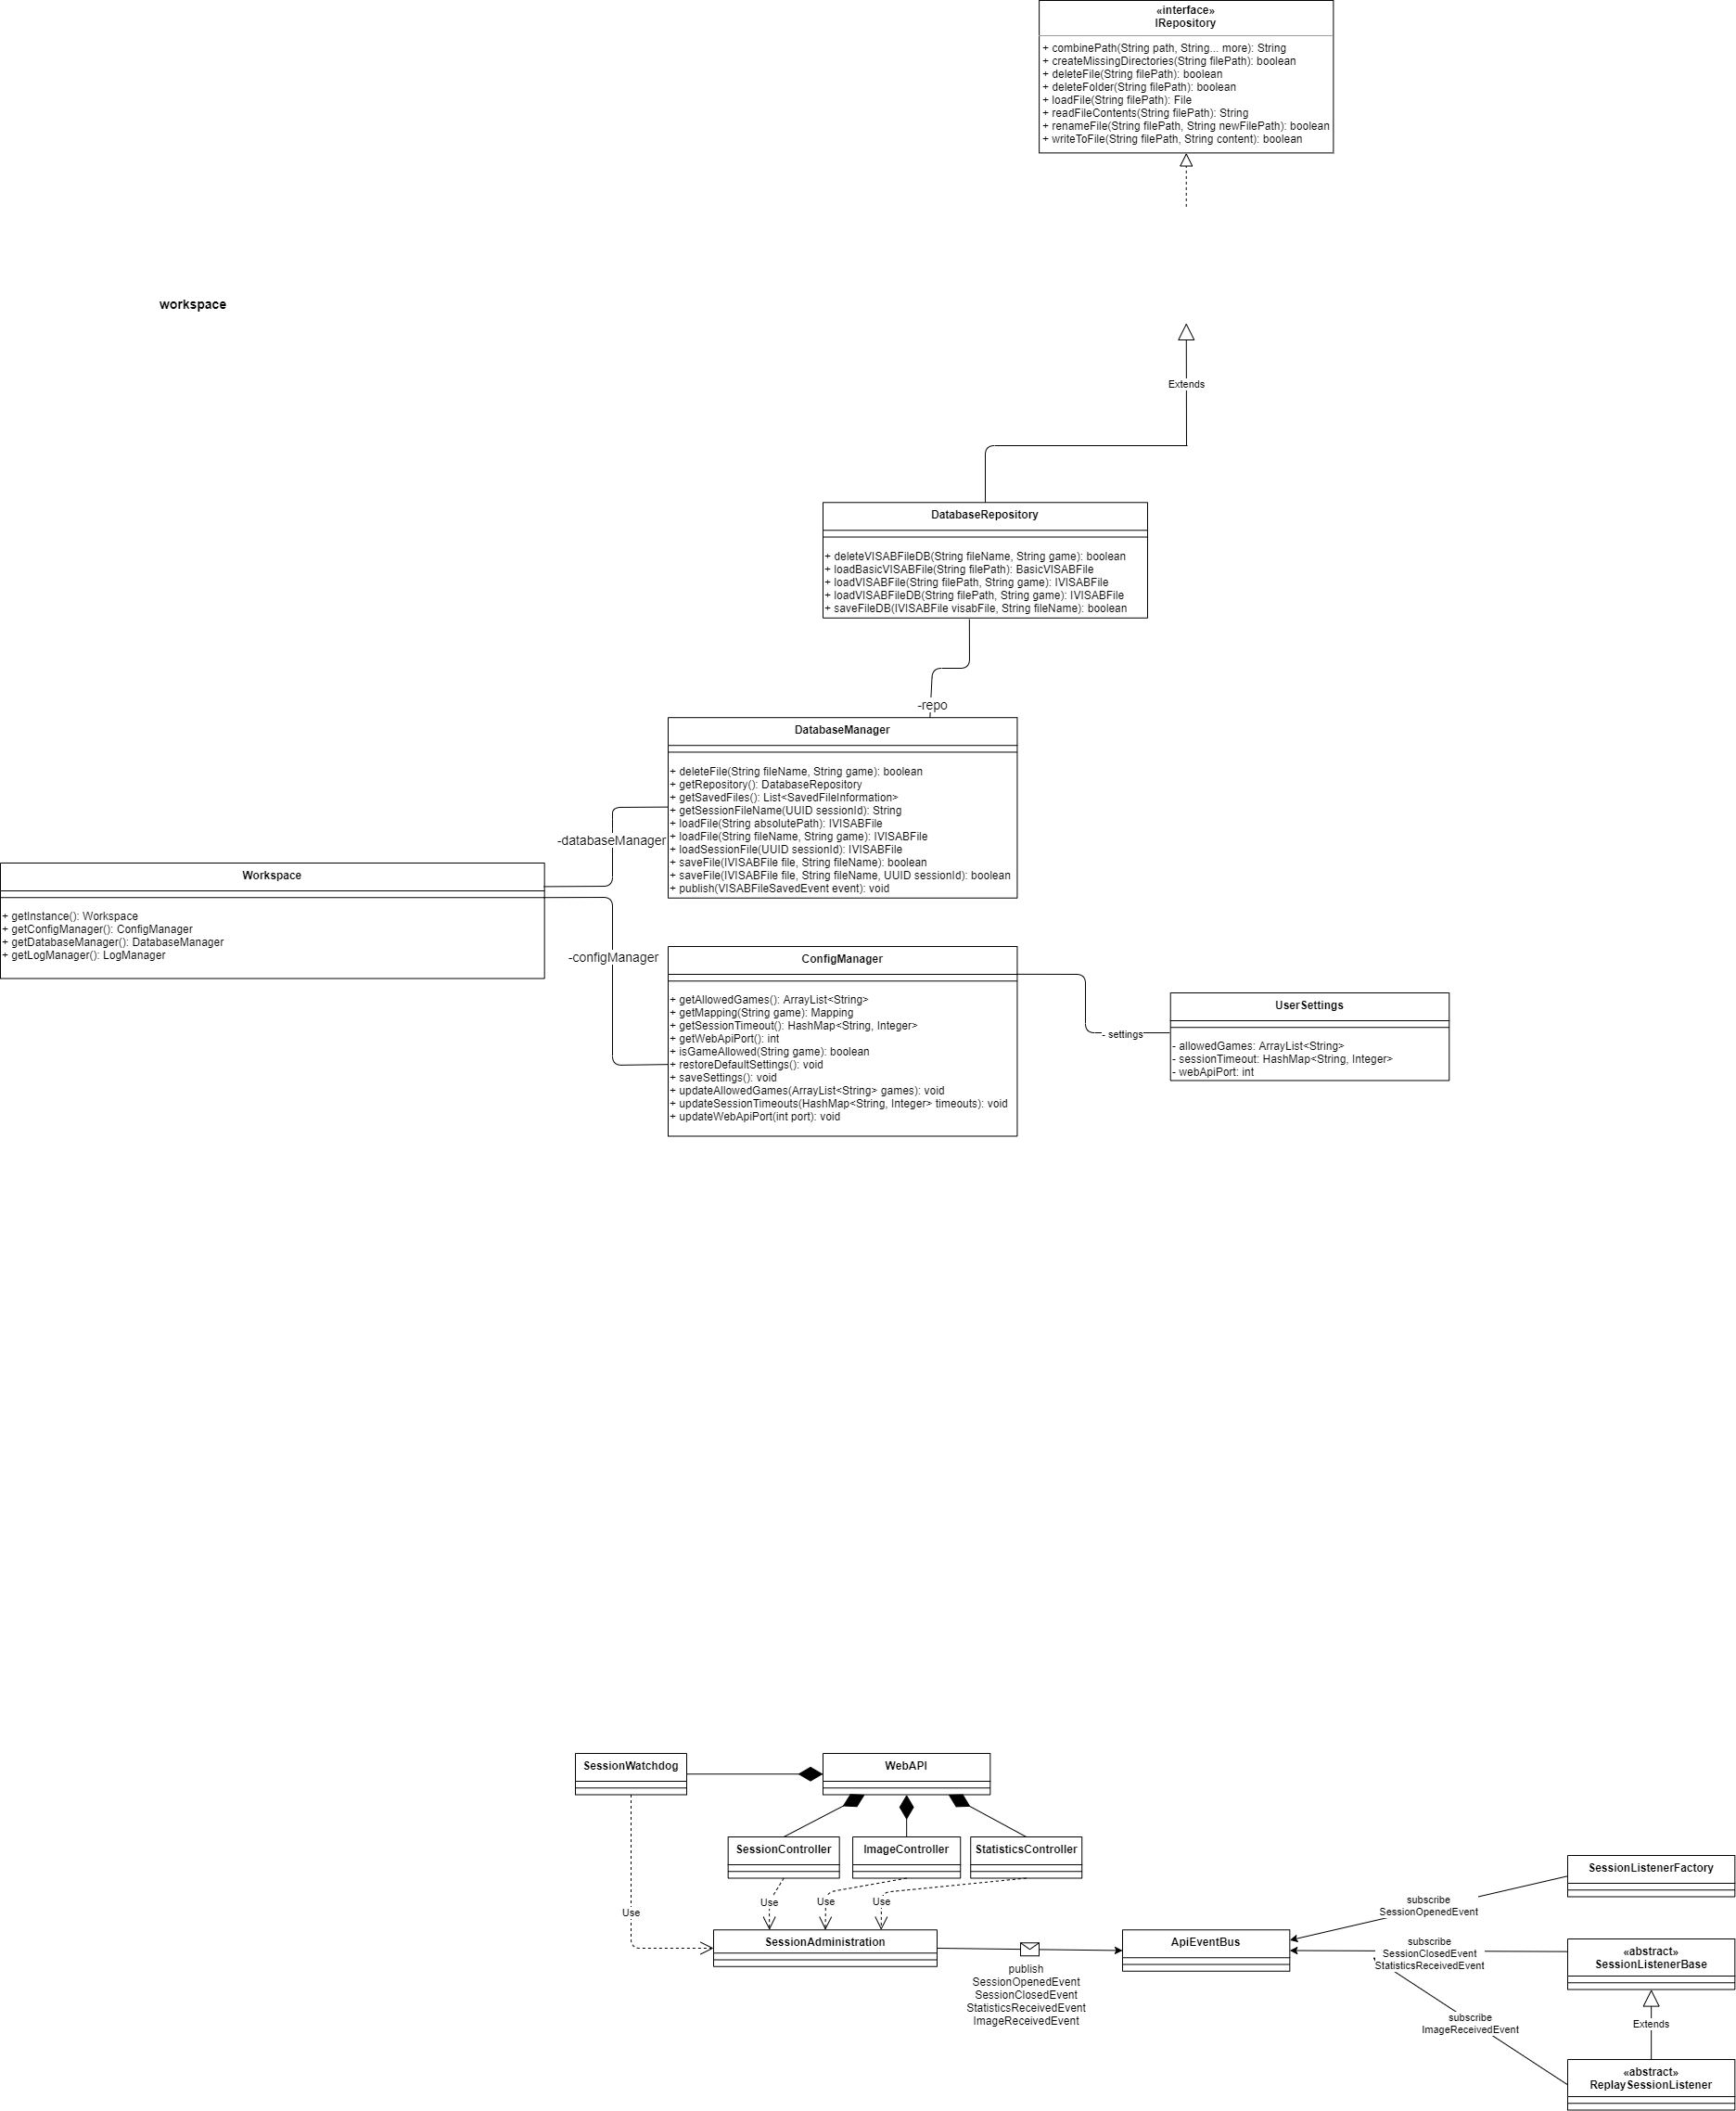 «interface»
IRepository
+ combinePath(String path, String... more): String
+ createMissingDirectories(String filePath): boolean
+ deleteFile(String filePath): boolean
+ deleteFolder(String filePath): boolean
+ loadFile(String filePath): File
+ readFileContents(String filePath): String
+ renameFile(String filePath, String newFilePath): boolean
+ writeToFile(String filePath, String content): boolean
workspace
Extends
DatabaseRepository
+ deleteVISABFileDB(String fileName, String game): boolean
+ loadBasicVISABFile(String filePath): BasicVISABFile
+ loadVISABFile(String filePath, String game): IVISABFile
+ loadVISABFileDB(String filePath, String game): IVISABFile
+ saveFileDB(IVISABFile visabFile, String fileName): boolean
-repo
DatabaseManager
+ deleteFile(String fileName, String game): boolean
+ getRepository(): DatabaseRepository
+ getSavedFiles(): List<SavedFileInformation>
+ getSessionFileName(UUID sessionId): String
+ loadFile(String absolutePath): IVISABFile
+ loadFile(String fileName, String game): IVISABFile
+ loadSessionFile(UUID sessionId): IVISABFile
+ saveFile(IVISABFile file, String fileName): boolean
+ saveFile(IVISABFile file, String fileName, UUID sessionId): boolean
+ publish(VISABFileSavedEvent event): void
-databaseManager
Workspace
+ getInstance(): Workspace
+ getConfigManager(): ConfigManager
+ getDatabaseManager(): DatabaseManager
+ getLogManager(): LogManager
-configManager
ConfigManager
+ getAllowedGames(): ArrayList<String>
+ getMapping(String game): Mapping
+ getSessionTimeout(): HashMap<String, Integer>
+ getWebApiPort(): int
+ isGameAllowed(String game): boolean
+ restoreDefaultSettings(): void
+ saveSettings(): void
+ updateAllowedGames(ArrayList<String> games): void
+ updateSessionTimeouts(HashMap<String, Integer> timeouts): void
+ updateWebApiPort(int port): void
- settings
UserSettings
- allowedGames: ArrayList<String>
- sessionTimeout: HashMap<String, Integer>
- webApiPort: int
SessionWatchdog
WebAPI
SessionController
ImageController
StatisticsController
Use
Use
Use
Use
SessionAdministration
publish
SessionOpenedEvent
SessionClosedEvent
StatisticsReceivedEvent
ImageReceivedEvent
ApiEventBus
subscribe
SessionOpenedEvent
SessionListenerFactory
subscribe
SessionClosedEvent
StatisticsReceivedEvent
«abstract»
SessionListenerBase
subscribe
ImageReceivedEvent
Extends
«abstract»
ReplaySessionListener